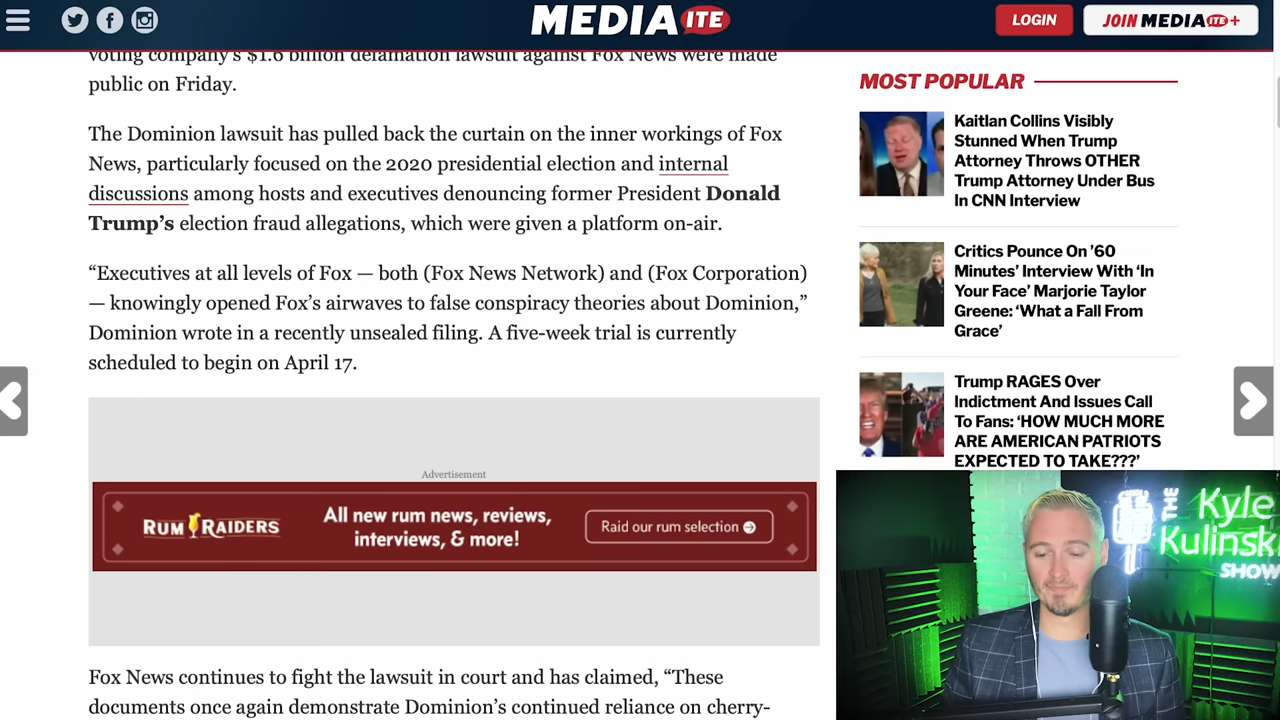 MEDIAITE
LOGIN
JOIN MEDIAITE+
voting company's $1.6 billion defamation lawsuit against Fox News were made
public on Friday.
The Dominion lawsuit has pulled back the curtain on the inner workings of Fox
News, particularly focused on the 2020 presidential election and internal
discussions among hosts and executives denouncing former President Donald
Trump's election fraud allegations, which were given a platform on-air.
“Executives at all levels of Fox — both (Fox News Network) and (Fox Corporation)
— knowingly opened Fox's airwaves to false conspiracy theories about Dominion,”
Dominion wrote in a recently unsealed filing. A five-week trial is currently
scheduled to begin on April 17.
Advertisement
RUM RAIDERS
All new rum news, reviews,
interviews, & more!
Raid our rum selection
Fox News continues to fight the lawsuit in court and has claimed, “These
documents once again demonstrate Dominion's continued reliance on cherry-
MOST POPULAR
Kaitlan Collins Visibly
Stunned When Trump
Attorney Throws OTHER
Trump Attorney Under Bus
In CNN Interview
Critics Pounce On '60
Minutes' Interview With 'In
Your Face' Marjorie Taylor
Greene: 'What a Fall From
Grace'
Trump RAGES Over
Indictment And Issues Call
To Fans: 'HOW MUCH MORE
ARE AMERICAN PATRIOTS
EXPECTED TO TAKE???'
THE
Kyle
Kulinski
SHOW